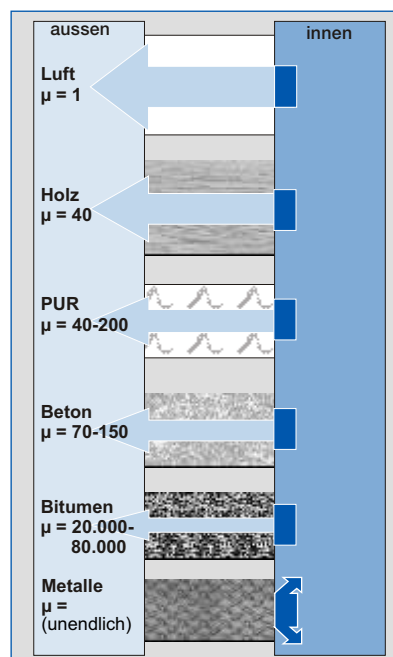 aussen
innen
Luft
µ = 1
Holz
µ = 40
PUR
µ = 40-200
Beton
µ = 70-150
Bitumen
µ = 20.000-
80.000
Metalle
µ =
(unendlich)